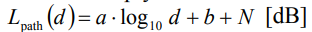 L_path (d) = a · log_10 d + b + N [dB]